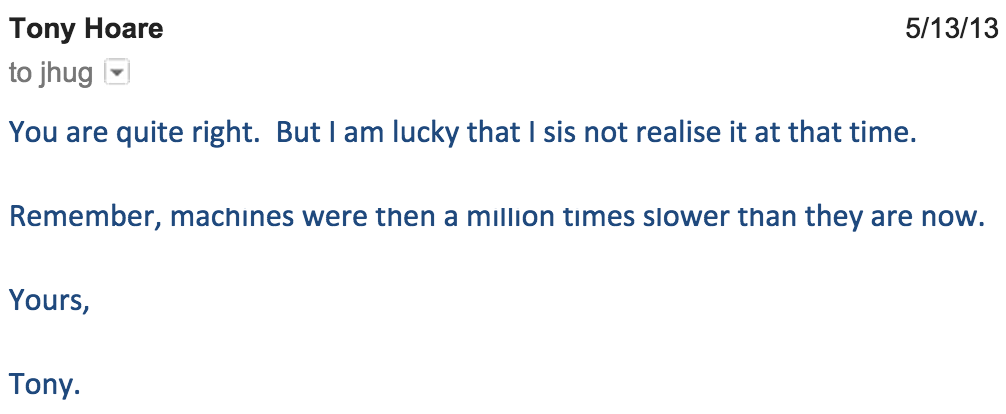 Tony Hoare 5/13/13
to jhug
You are quite right.  But I am lucky that I sis not realise it at that time.
Remember, machines were then a million times slower than they are now.
Yours,
Tony.